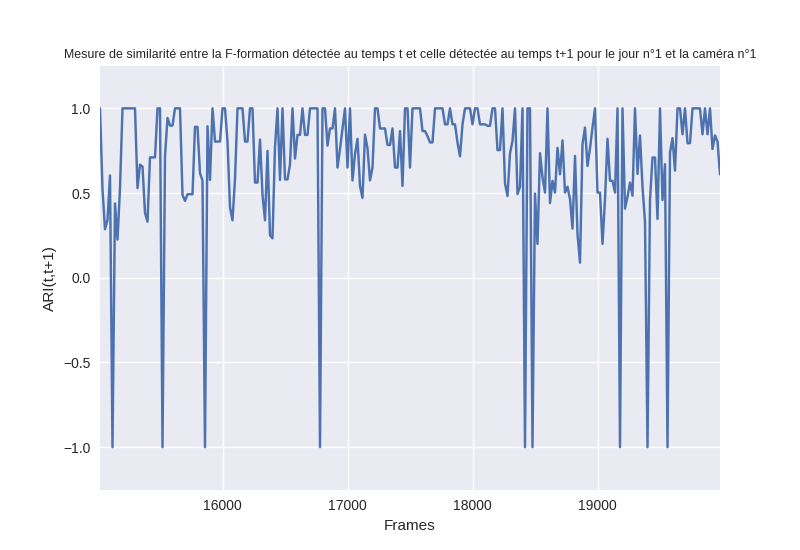 Mesure de similarité entre la F-formation détectée au temps t et celle détectée au temps t+1 pour le jour n°1 et la caméra n°1
1.0
0.5
0.0
−0.5
−1.0
ARI(t,t+1)
16000 17000 18000 19000
Frames